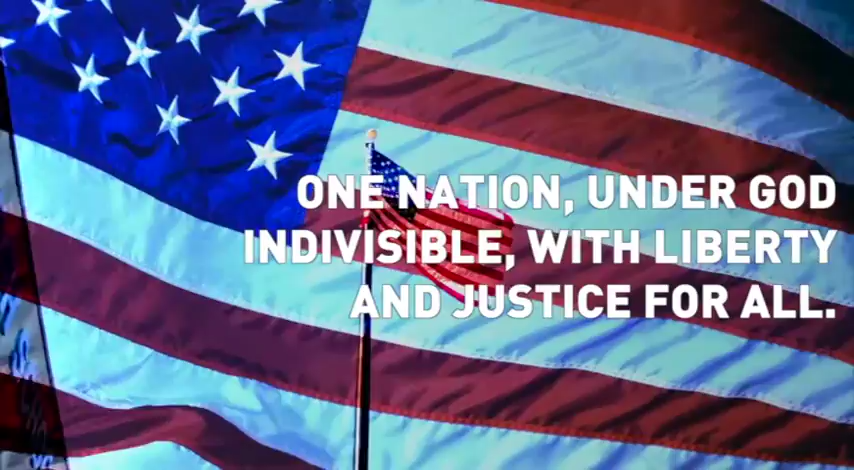 ONE NATION, UNDER GOD
INDIVISIBLE, WITH LIBERTY
AND JUSTICE FOR ALL.